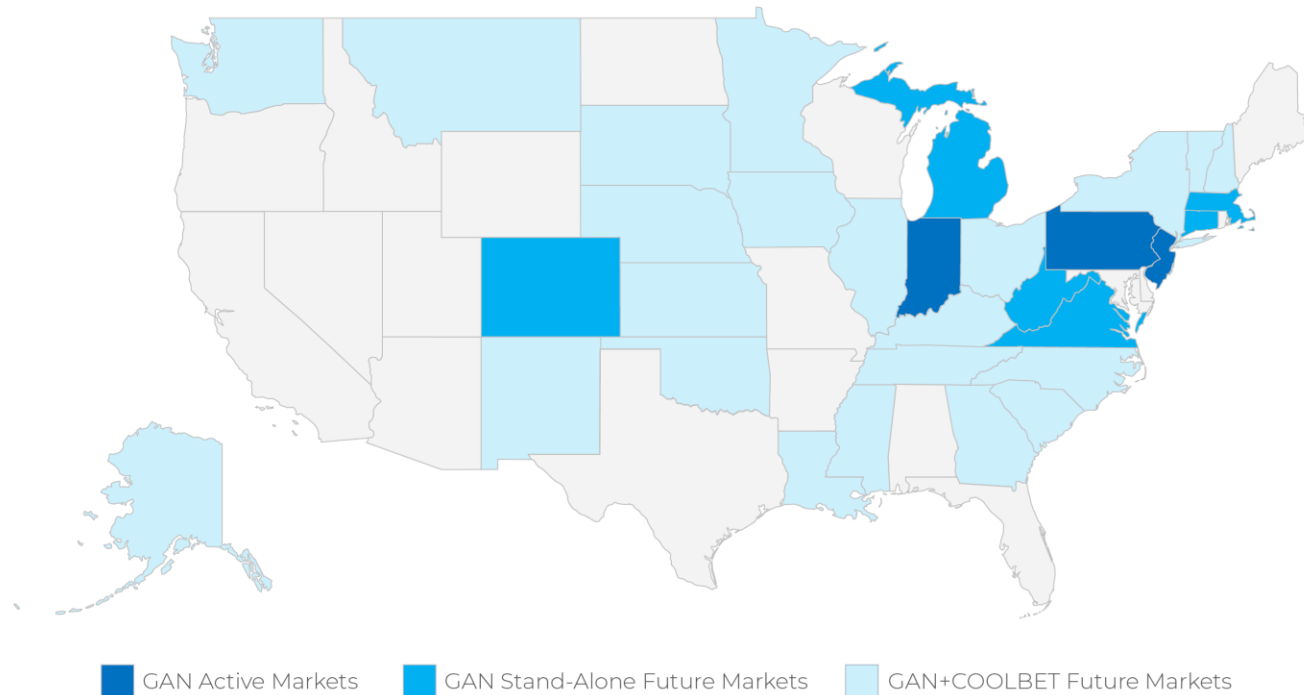 GAN Active Markets
GAN Stand-Alone Future Markets
GAN+COOLBET Future Markets